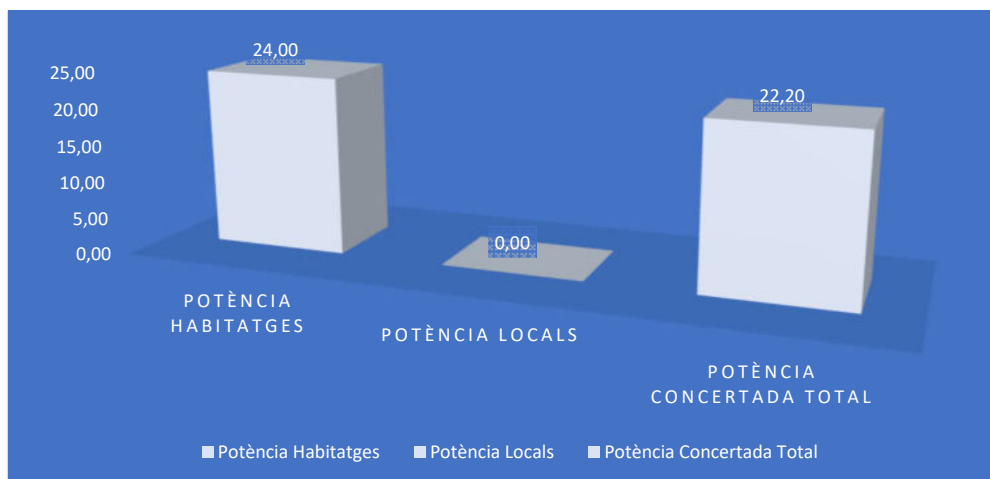 24,00
22,20
0,00
25,00
20,00
15,00
10,00
5,00
0,00
POTÈNCIA
HABITATGES
POTÈNCIA LOCALS
POTÈNCIA
CONCERTADA TOTAL
Potència Habitatges Potència Locals Potència Concertada Total